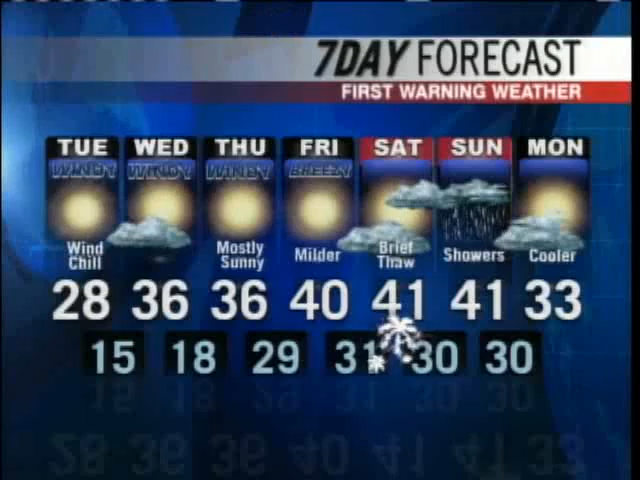 7DAY FORECAST
FIRST WARNING WEATHER
TUE WED THU FRI SAT SUN MON
WINDY WINDY WINDY BREEZY
Wind Chill
Mostly Sunny
Milder
Brief Thaw
Showers
Cooler
28 36 36 40 41 41 33
15 18 29 31 30 30